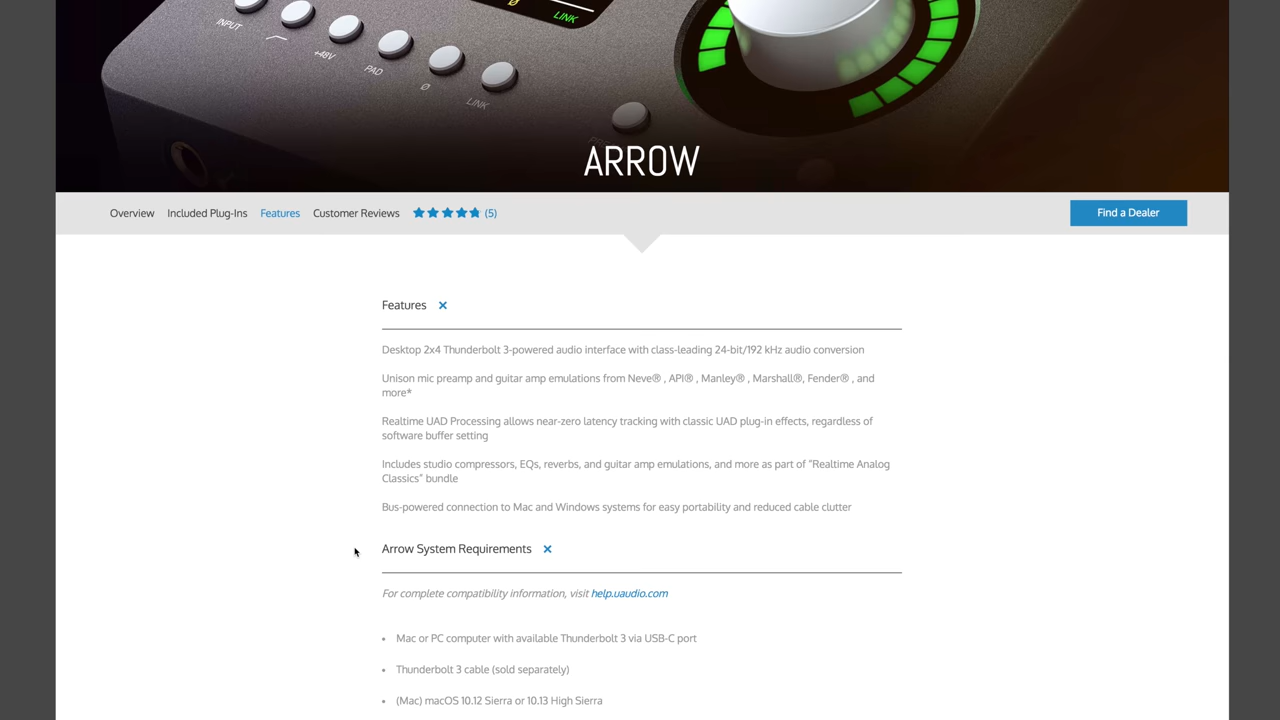 LINK
INPUT
+48V
PAD
Ø
LINK
ARROW
Overview Included Plug-Ins Features Customer Reviews (5) Find a Dealer
Features ×
Desktop 2x4 Thunderbolt 3-powered audio interface with class-leading 24-bit/192 kHz audio conversion
Unison mic preamp and guitar amp emulations from Neve® , API® , Manley® , Marshall®, Fender® , and
more*
Realtime UAD Processing allows near-zero latency tracking with classic UAD plug-in effects, regardless of
software buffer setting
Includes studio compressors, EQs, reverbs, and guitar amp emulations, and more as part of “Realtime Analog
Classics” bundle
Bus-powered connection to Mac and Windows systems for easy portability and reduced cable clutter
Arrow System Requirements ×
For complete compatibility information, visit help.uaudio.com
• Mac or PC computer with available Thunderbolt 3 via USB-C port
• Thunderbolt 3 cable (sold separately)
• (Mac) macOS 10.12 Sierra or 10.13 High Sierra